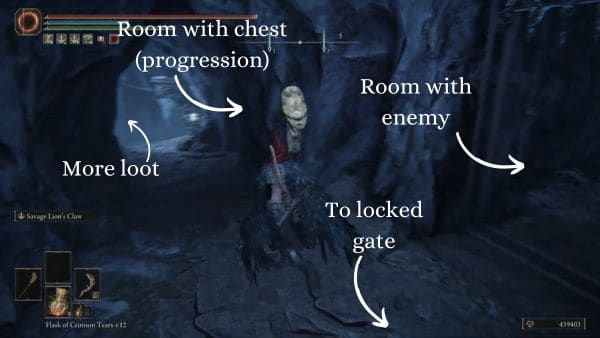 Room with chest
(progression)
Room with
enemy
More loot
To locked
gate
Savage Lion's Claw
Flask of Crimson Tears +12
439403